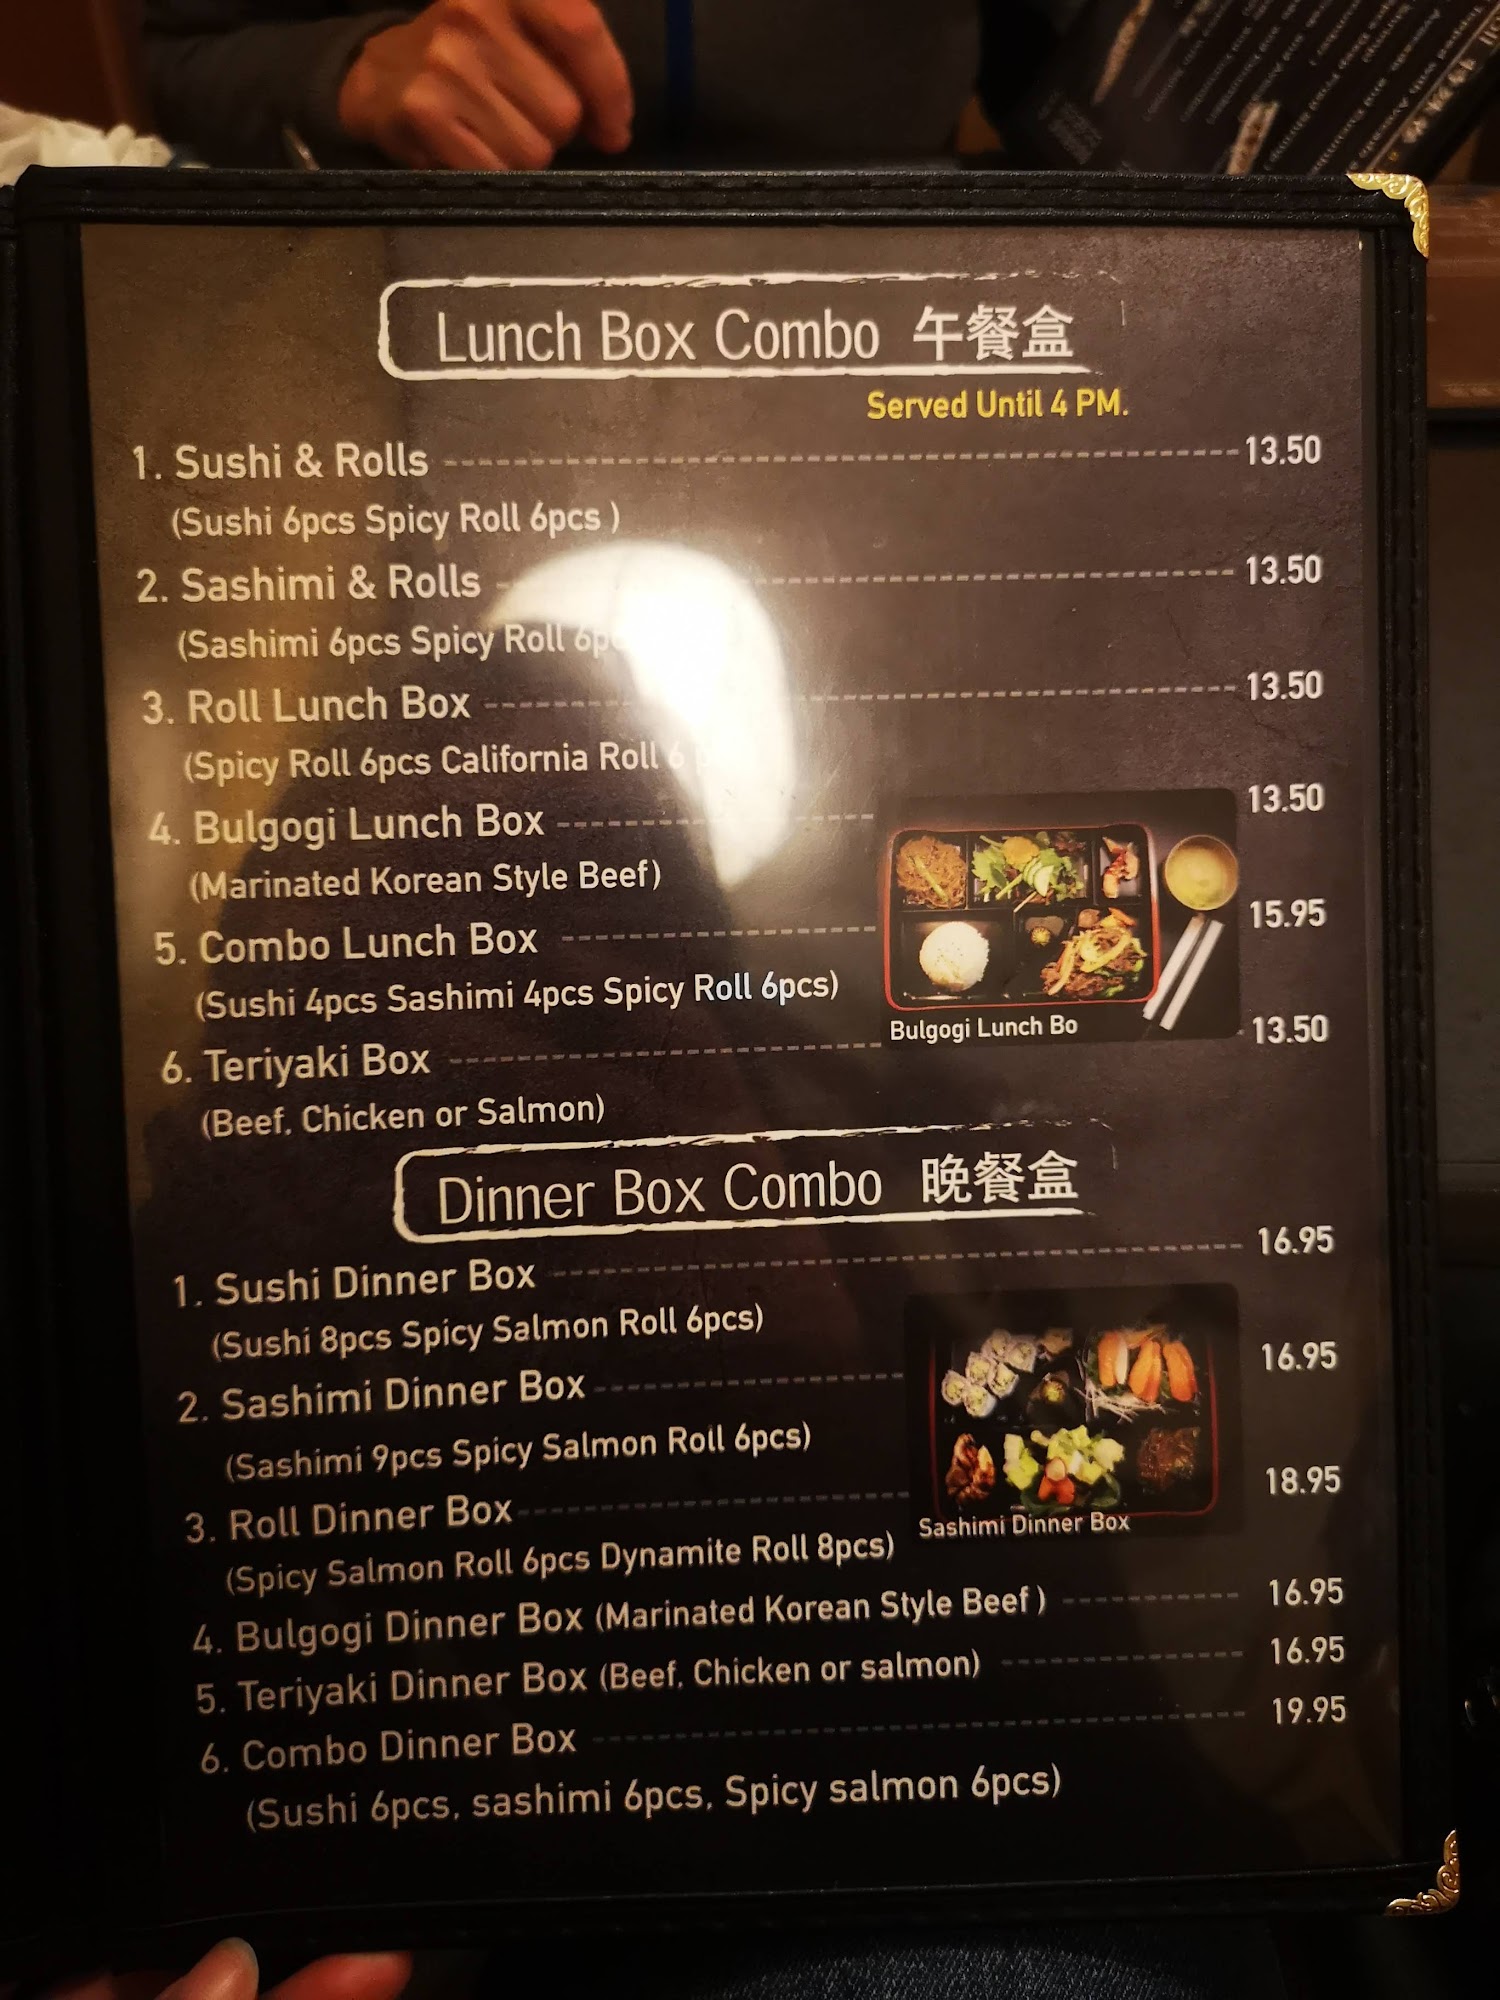 Lunch Box Combo 午餐盒
Served Until 4 PM.
1. Sushi & Rolls 13.50
(Sushi 6pcs Spicy Roll 6pcs )
2. Sashimi & Rolls 13.50
(Sashimi 6pcs Spicy Roll
3. Roll Lunch Box 13.50
(Spicy Roll 6pcs California Roll 6
4. Bulgogi Lunch Box 13.50
(Marinated Korean Style Beef)
5. Combo Lunch Box 15.95
(Sushi 4pcs Sashimi 4pcs Spicy Roll 6pcs)
Bulgogi Lunch Bo
6. Teriyaki Box 13.50
(Beef, Chicken or Salmon)
Dinner Box Combo 晚餐盒
1. Sushi Dinner Box 16.95
(Sushi 8pcs Spicy Salmon Roll 6pcs)
2. Sashimi Dinner Box 16.95
(Sashimi 9pcs Spicy Salmon Roll 6pcs)
Sashimi Dinner Box
3. Roll Dinner Box 18.95
(Spicy Salmon Roll 6pcs Dynamite Roll 8pcs)
4. Bulgogi Dinner Box (Marinated Korean Style Beef ) 16.95
5. Teriyaki Dinner Box (Beef, Chicken or salmon) 16.95
6. Combo Dinner Box 19.95
(Sushi 6pcs, sashimi 6pcs, Spicy salmon 6pcs)